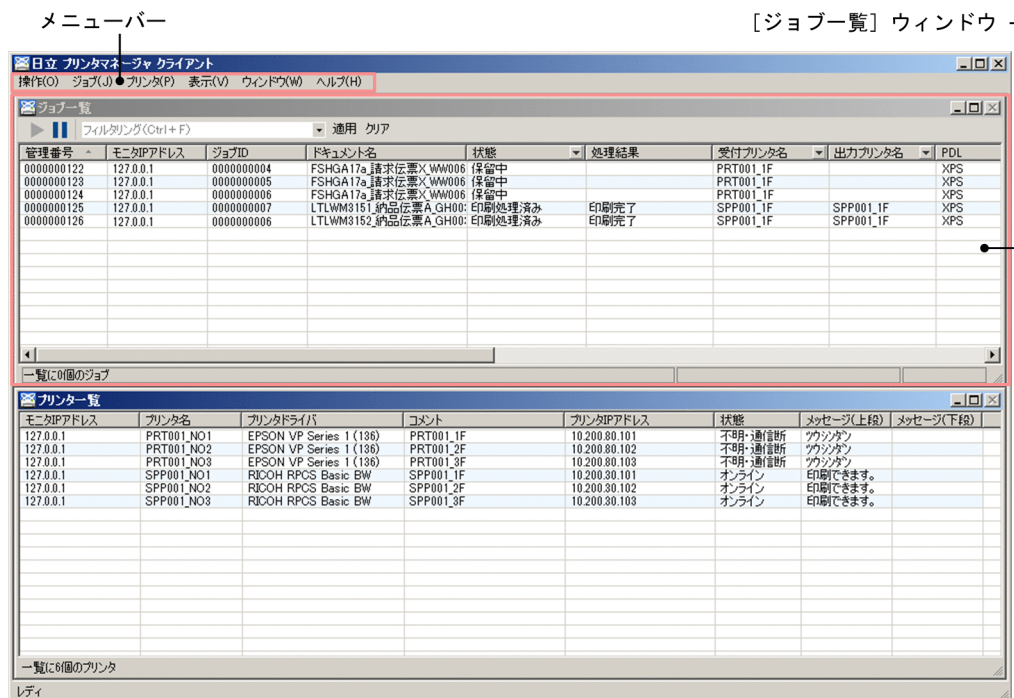 メニューバー
[ジョブ一覧] ウィンドウ
日立 プリンタマネージャ クライアント
操作(O) ジョブ(J) プリンタ(P) 表示(V) ウィンドウ(W) ヘルプ(H)
ジョブ一覧
フィルタリング(Ctrl+F) 適用 クリア
管理番号 モニタIPアドレス ジョブID ドキュメント名 状態 処理結果 受付プリンタ名 出力プリンタ名 PDL
0000000122 127.0.0.1 0000000004 FSHGA17a_請求伝票X_WW006 保留中 PRT001_1F XPS
0000000123 127.0.0.1 0000000005 FSHGA17a_請求伝票X_WW006 保留中 PRT001_1F XPS
0000000124 127.0.0.1 0000000006 FSHGA17a_請求伝票X_WW006 保留中 PRT001_1F XPS
0000000125 127.0.0.1 0000000007 LTLWM3151_納品伝票A_GH00 印刷処理済み 印刷完了 SPP001_1F SPP001_1F XPS
0000000126 127.0.0.1 0000000006 LTLWM3152_納品伝票A_GH00 印刷処理済み 印刷完了 SPP001_1F SPP001_1F XPS
一覧に0個のジョブ
プリンター一覧
モニタIPアドレス プリンタ名 プリンタドライバ コメント プリンタIPアドレス 状態 メッセージ(上段) メッセージ(下段)
127.0.0.1 PRT001_NO1 EPSON VP Series 1 (136) PRT001_1F 10.200.80.101 不明・通信断 ツウシンダン
127.0.0.1 PRT001_NO2 EPSON VP Series 1 (136) PRT001_2F 10.200.80.102 不明・通信断 ツウシンダン
127.0.0.1 PRT001_NO3 EPSON VP Series 1 (136) PRT001_3F 10.200.80.103 不明・通信断 ツウシンダン
127.0.0.1 SPP001_NO1 RICOH RPCS Basic BW SPP001_1F 10.200.30.101 オンライン 印刷できます。
127.0.0.1 SPP001_NO2 RICOH RPCS Basic BW SPP001_2F 10.200.30.102 オンライン 印刷できます。
127.0.0.1 SPP001_NO3 RICOH RPCS Basic BW SPP001_3F 10.200.30.103 オンライン 印刷できます。
一覧に6個のプリンタ
レディ